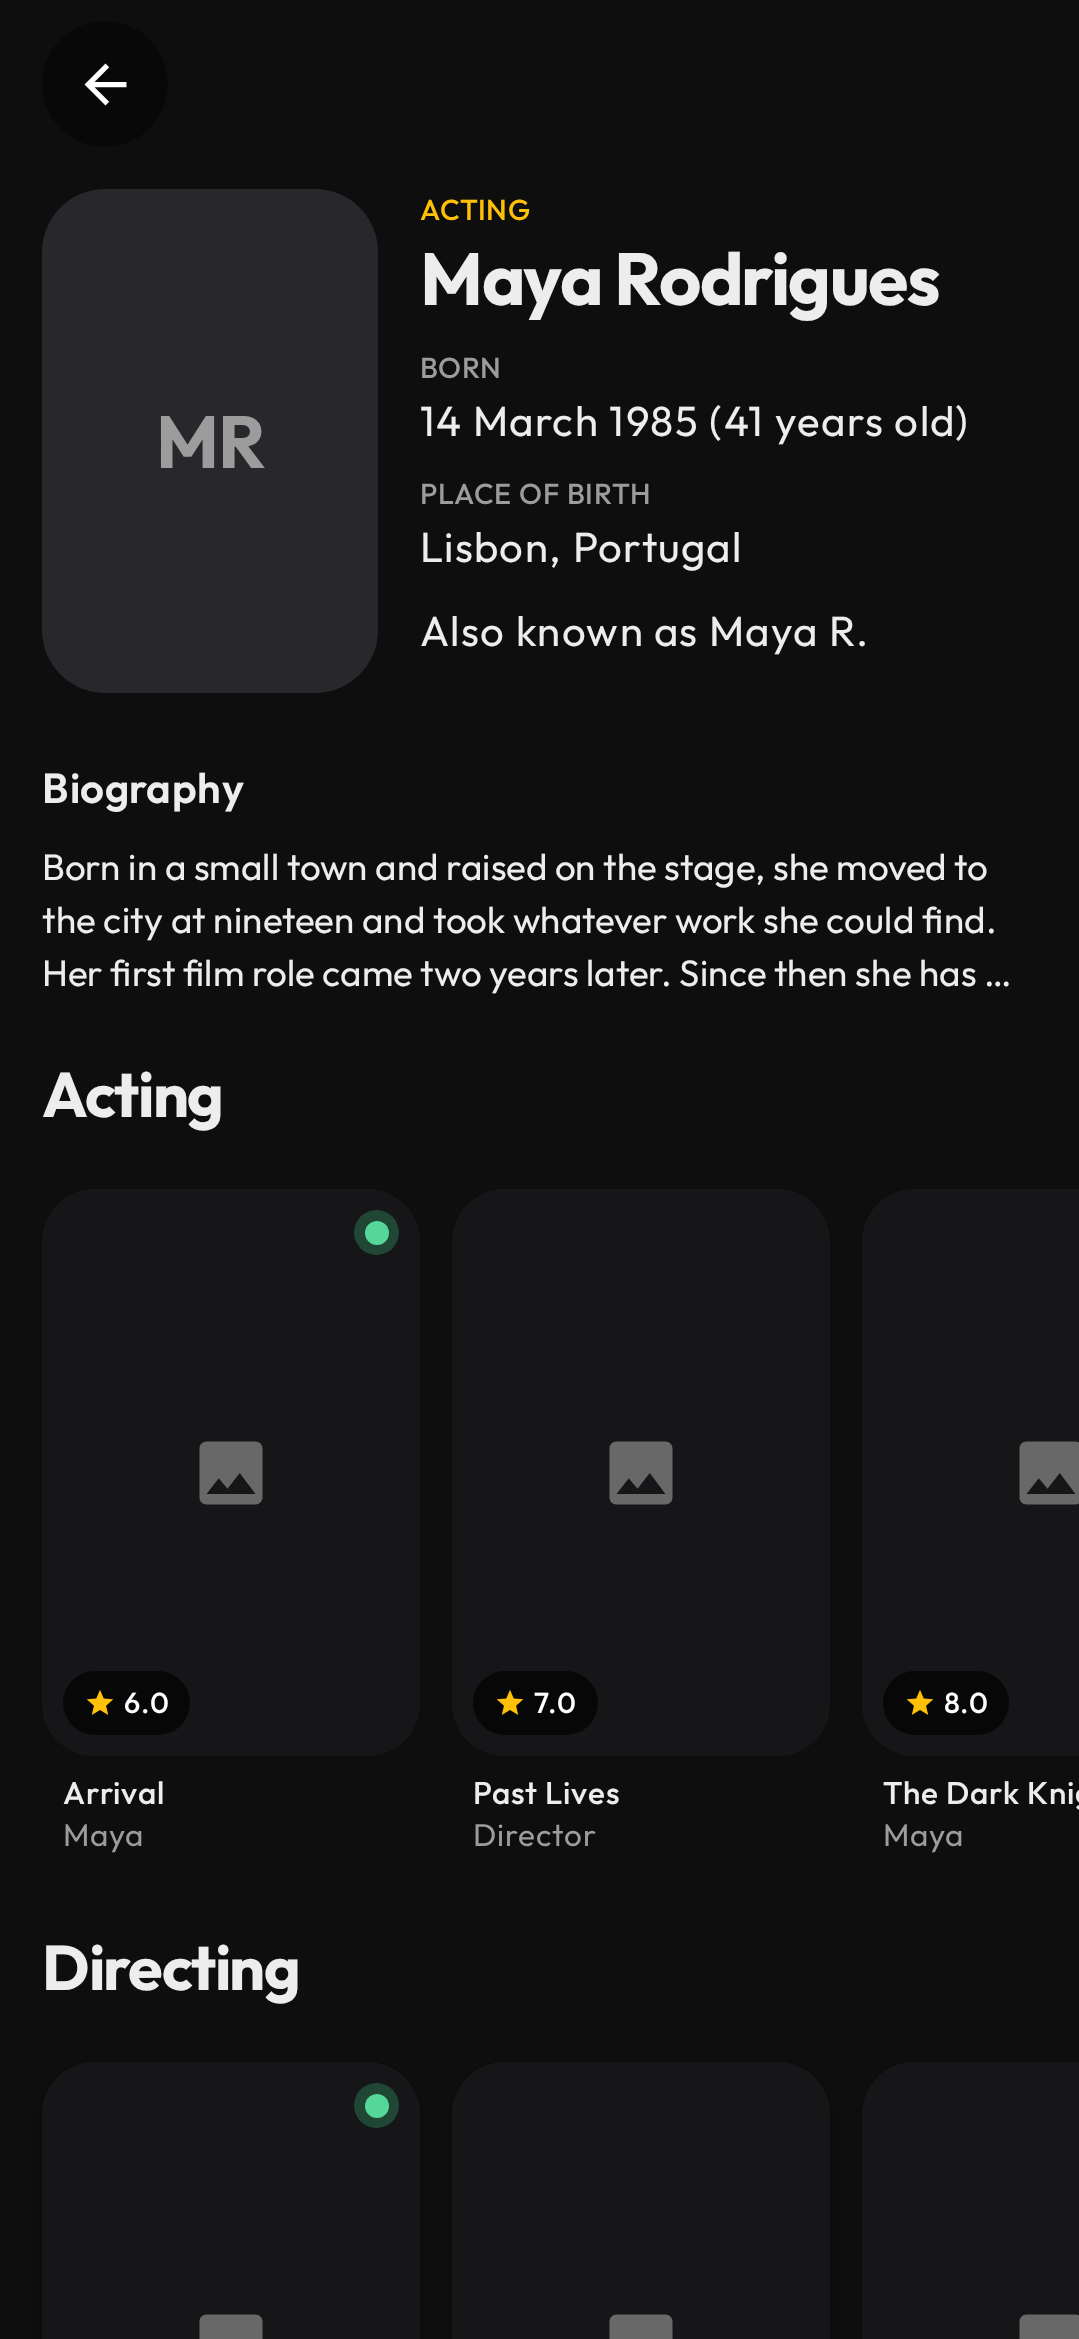 ACTING
Maya Rodrigues
BORN
14 March 1985 (41 years old)
PLACE OF BIRTH
Lisbon, Portugal
Also known as Maya R.
MR
Biography
Born in a small town and raised on the stage, she moved to
the city at nineteen and took whatever work she could find.
Her first film role came two years later. Since then she has ...
Acting
6.0
7.0
8.0
Arrival
Maya
Past Lives
Director
The Dark Knig
Maya
Directing